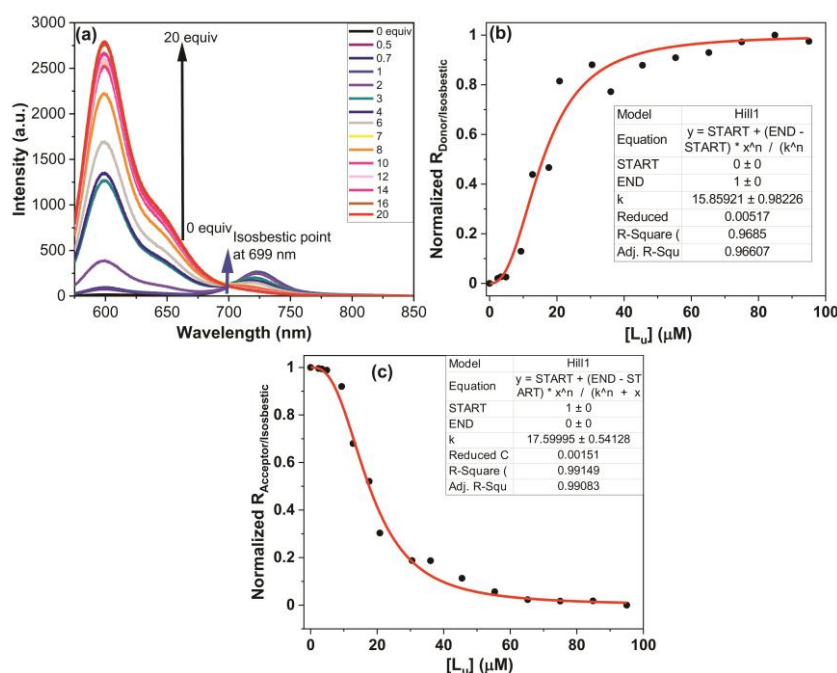 (a)
20 equiv
0 equiv
Isosbestic point
at 699 nm
0 equiv
0.5
0.7
1
2
3
4
6
7
8
10
12
14
16
20
Intensity (a.u.)
3000
2500
2000
1500
1000
500
0
600 650 700 750 800 850
Wavelength (nm)
(b)
Normalized R Donor/Isosbestic
1
0.8
0.6
0.4
0.2
0
Model Hill1
Equation y = START + (END -
START) * x^n / (k^n
START 0 ± 0
END 1 ± 0
k 15.85921 ± 0.98226
Reduced 0.00517
R-Square ( 0.9685
Adj. R-Squ 0.96607
0 20 40 60 80 100
[Lu] (μM)
(c)
Normalized R Acceptor/Isosbestic
1
0.8
0.6
0.4
0.2
0
Model Hill1
Equation y = START + (END - ST
ART) * x^n / (k^n + x
START 1 ± 0
END 0 ± 0
k 17.59995 ± 0.54128
Reduced C 0.00151
R-Square ( 0.99149
Adj. R-Squ 0.99083
0 20 40 60 80 100
[Lu] (μM)